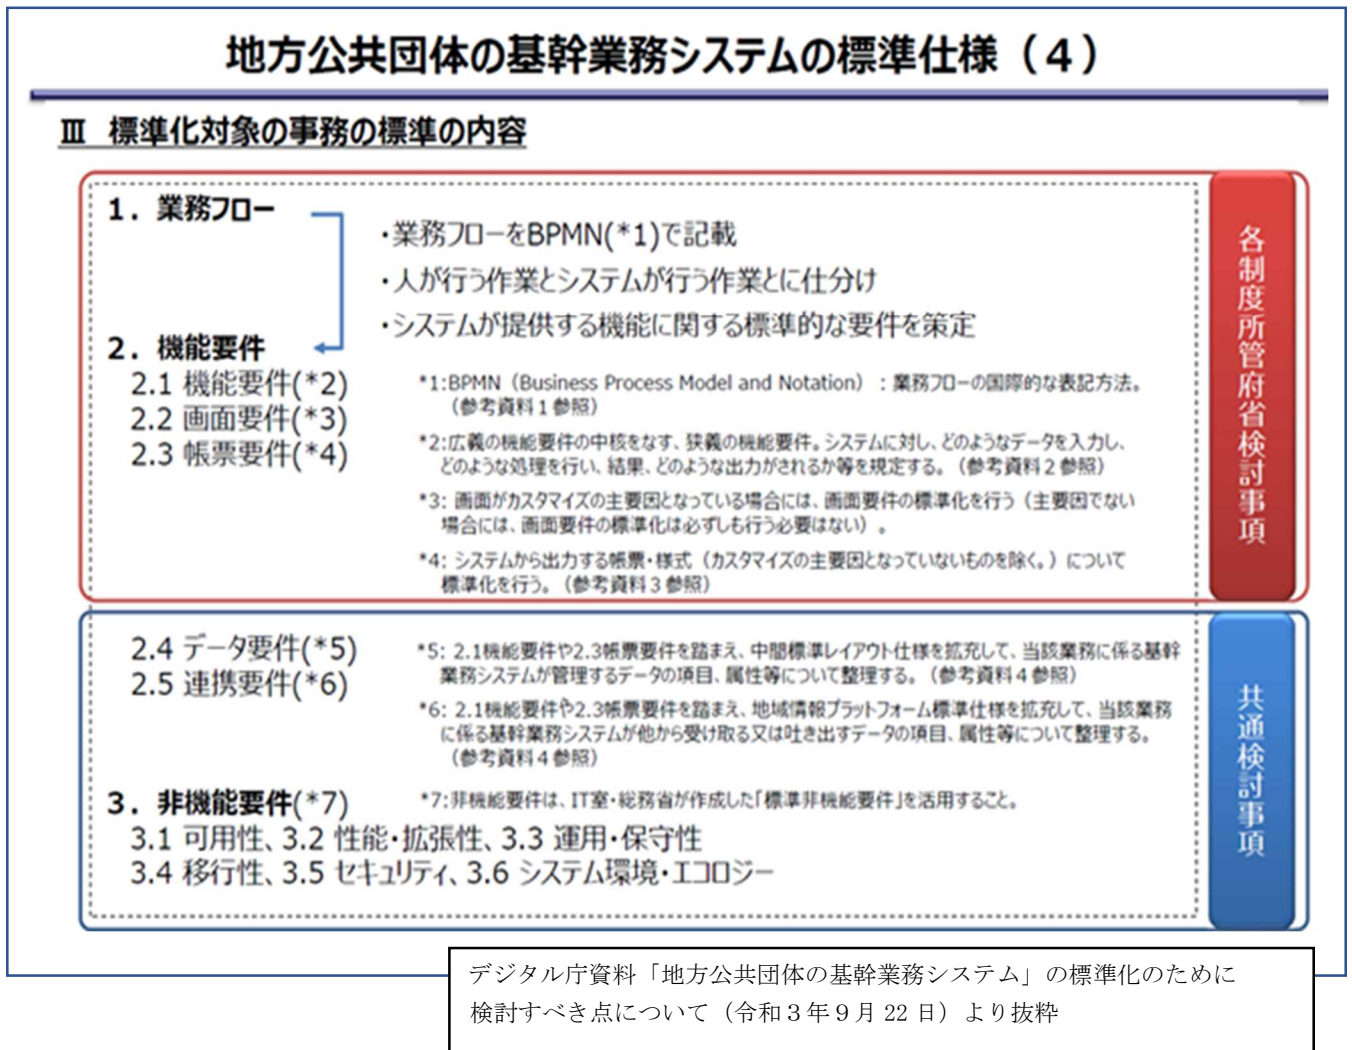 地方公共団体の基幹業務システムの標準仕様（４）
Ⅲ 標準化対象の事務の標準の内容
１．業務フロー
・業務フローをBPMN(*1)で記載
・人が行う作業とシステムが行う作業とに仕分け
・システムが提供する機能に関する標準的な要件を策定
２．機能要件
2.1 機能要件(*2)
2.2 画面要件(*3)
2.3 帳票要件(*4)
*1:BPMN（Business Process Model and Notation）：業務フローの国際的な表記方法。
（参考資料１参照）
*2:広義の機能要件の中核をなす、狭義の機能要件。システムに対し、どのようなデータを入力し、
どのような処理を行い、結果、どのような出力がされるか等を規定する。（参考資料２参照）
*3: 画面がカスタマイズの主要因となっている場合には、画面要件の標準化を行う（主要因でない
場合には、画面要件の標準化は必ずしも行う必要はない）。
*4: システムから出力する帳票・様式（カスタマイズの主要因となっていないものを除く。）について
標準化を行う。（参考資料３参照）
各制度所管府省検討事項
2.4 データ要件(*5)
2.5 連携要件(*6)
*5: 2.1機能要件や2.3帳票要件を踏まえ、中間標準レイアウト仕様を拡充して、当該業務に係る基幹
業務システムが管理するデータの項目、属性等について整理する。（参考資料４参照）
*6: 2.1機能要件や2.3帳票要件を踏まえ、地域情報プラットフォーム標準仕様を拡充して、当該業務
に係る基幹業務システムが他から受け取る又は吐き出すデータの項目、属性等について整理する。
（参考資料４参照）
３．非機能要件(*7)
*7:非機能要件は、IT室・総務省が作成した「標準非機能要件」を活用すること。
3.1 可用性、3.2 性能・拡張性、3.3 運用・保守性
3.4 移行性、3.5 セキュリティ、3.6 システム環境・エコロジー
共通検討事項
デジタル庁資料「地方公共団体の基幹業務システム」の標準化のために
検討すべき点について（令和３年９月 22 日）より抜粋